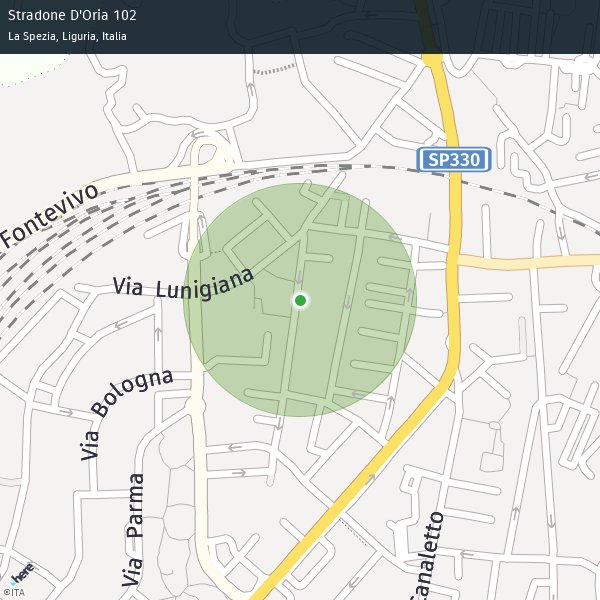 Stradone D'Oria 102
La Spezia, Liguria, Italia
SP330
Fontevivo
Via Lunigiana
Via Bologna
Via Parma
Canaletto
here
©ITA